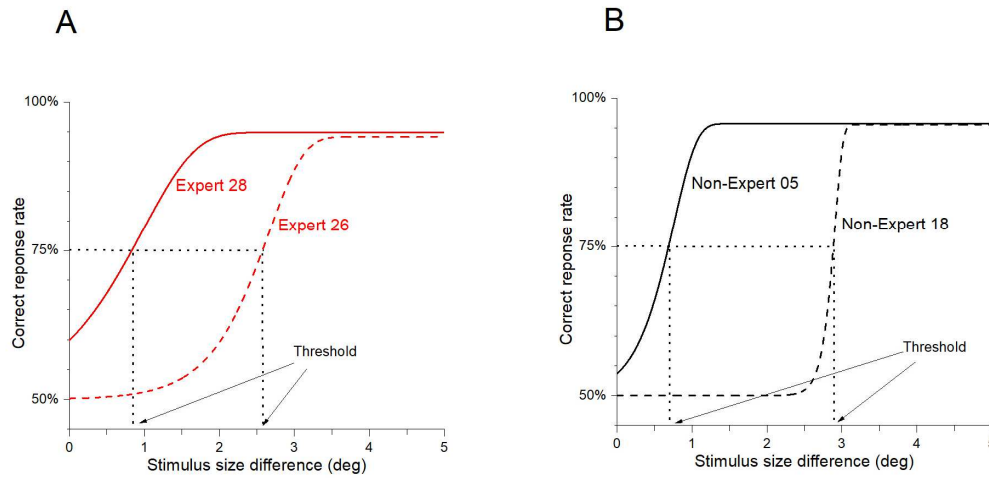 A
100%
75%
50%
Correct reponse rate
Expert 28
Expert 26
Threshold
0 1 2 3 4 5
Stimulus size difference (deg)
B
100%
75%
50%
Correct reponse rate
Non-Expert 05
Non-Expert 18
Threshold
0 1 2 3 4 5
Stimulus size difference (deg)